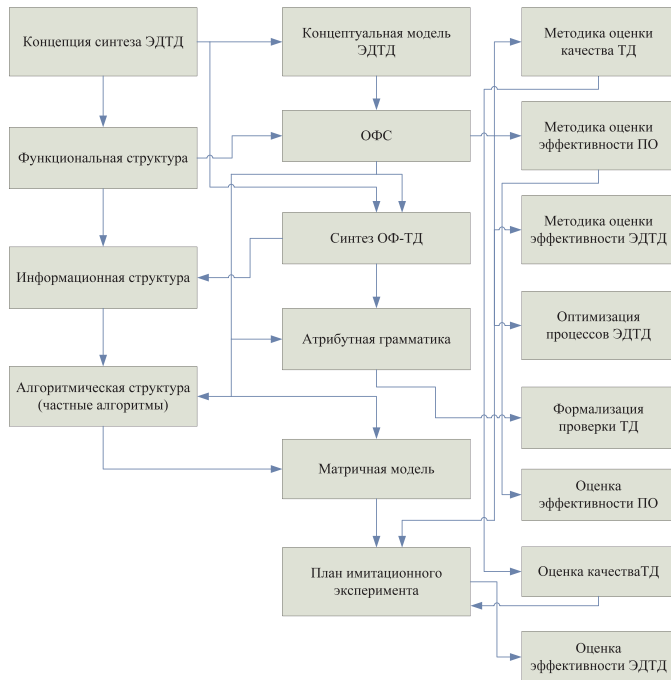 Концепция синтеза ЭДТД
Функциональная структура
Информационная структура
Алгоритмическая структура
(частные алгоритмы)
Концептуальная модель
ЭДТД
ОФС
Синтез ОФ-ТД
Атрибутная грамматика
Матричная модель
План имитационного
эксперимента
Методика оценки
качества ТД
Методика оценки
эффективности ПО
Методика оценки
эффективности ЭДТД
Оптимизация
процессов ЭДТД
Формализация
проверки ТД
Оценка
эффективности ПО
Оценка качестваТД
Оценка
эффективности ЭДТД